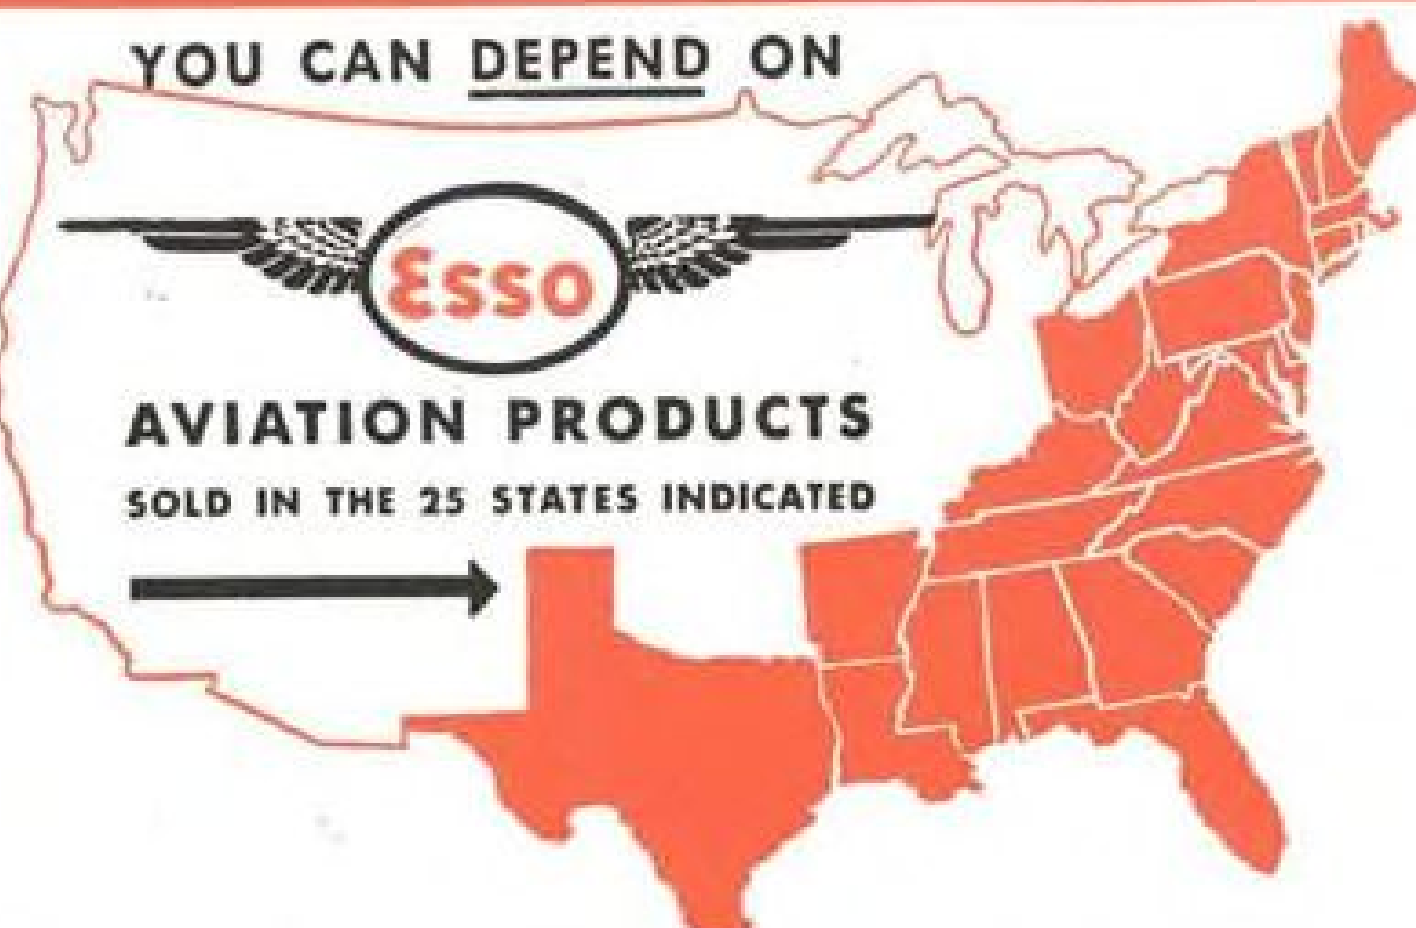 YOU CAN DEPEND ON
Esso
AVIATION PRODUCTS
SOLD IN THE 25 STATES INDICATED